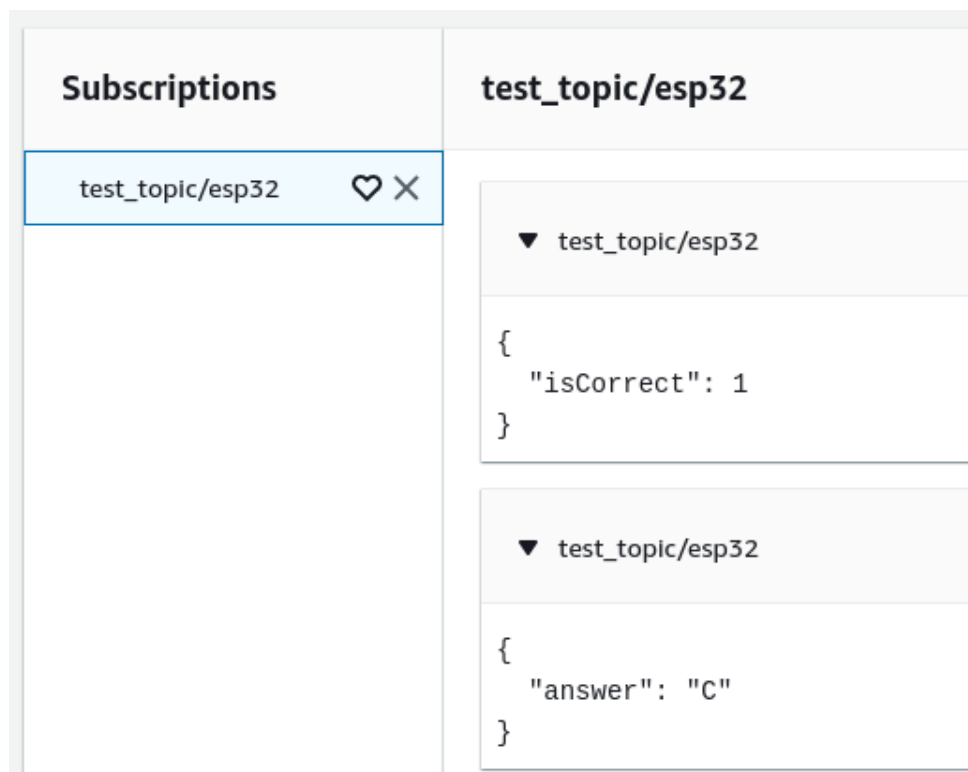 Subscriptions
test_topic/esp32
test_topic/esp32
test_topic/esp32
{
"isCorrect": 1
}
test_topic/esp32
{
"answer": "C"
}